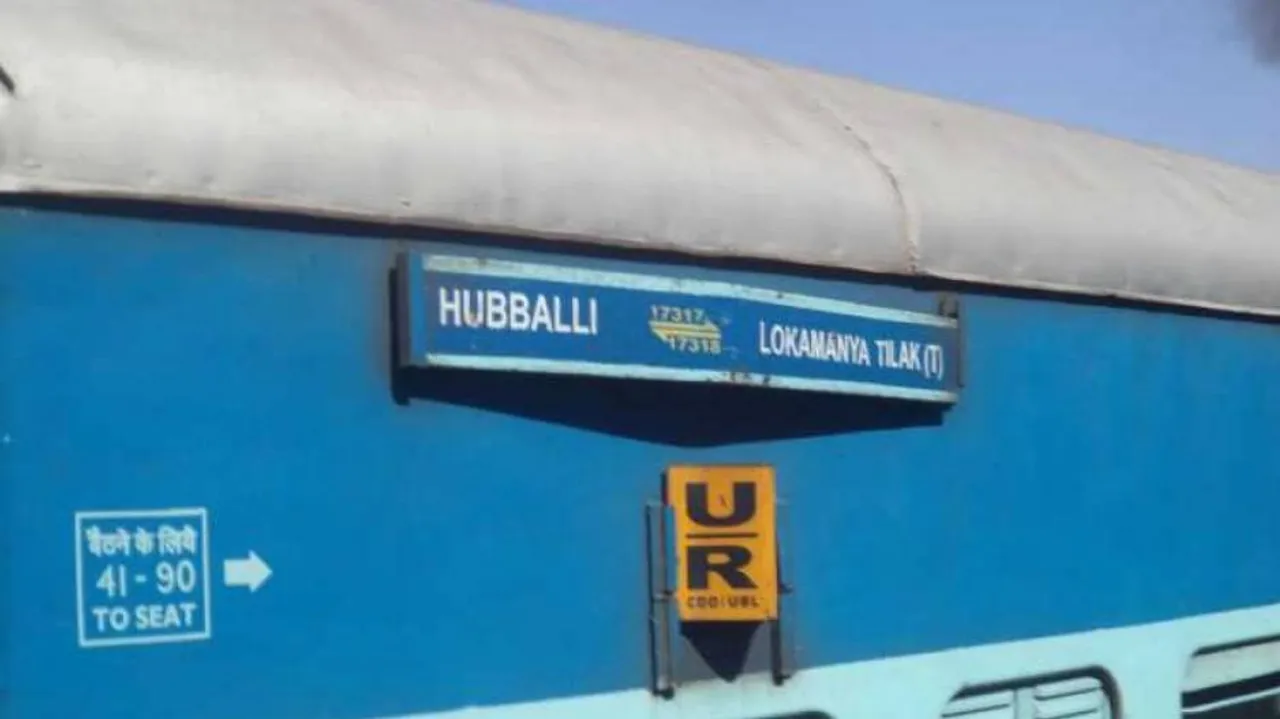 HUBBALLI
17317
17318
LOKAMANYA TILAK (T)
U
R
CDO/UBL
बैठने के लिये
41 - 90
TO SEAT